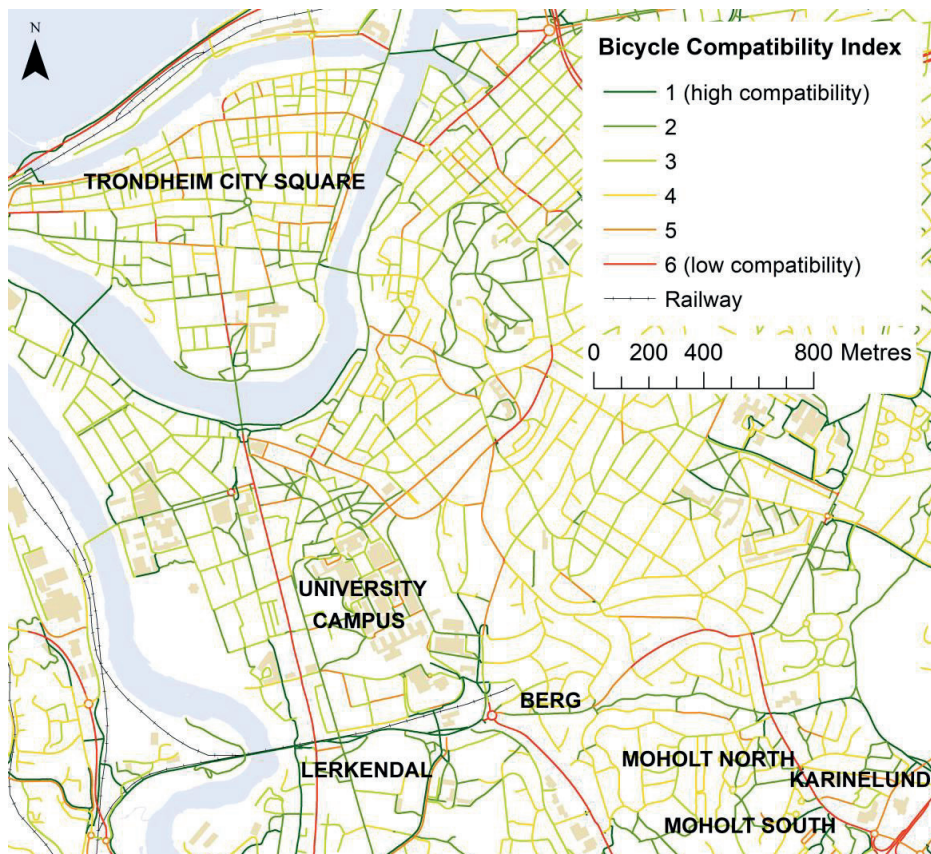 N
Bicycle Compatibility Index
1 (high compatibility)
2
3
4
5
6 (low compatibility)
Railway
0 200 400 800 Metres
TRONDHEIM CITY SQUARE
UNIVERSITY
CAMPUS
BERG
LERKENDAL
MOHOLT NORTH
KARINELUND
MOHOLT SOUTH